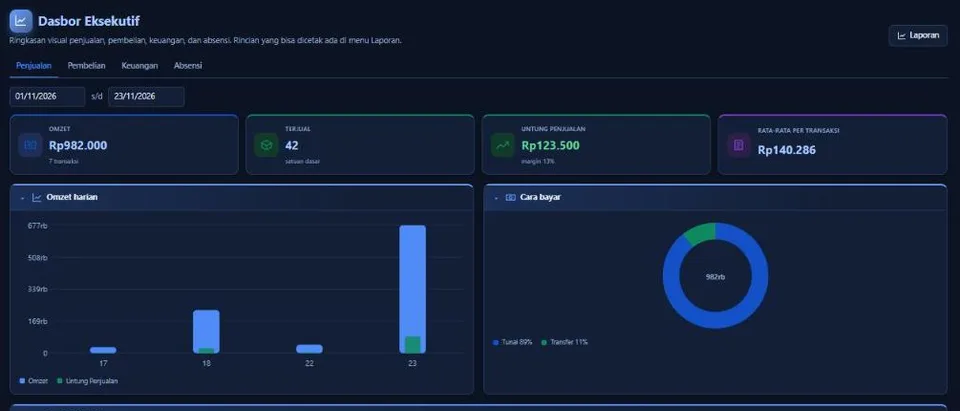 Dasbor Eksekutif
Ringkasan visual penjualan, pembelian, keuangan, dan absensi. Rincian yang bisa dicetak ada di menu Laporan.
Laporan
Penjualan Pembelian Keuangan Absensi
01/11/2026 s/d 23/11/2026
OMZET
Rp982.000
7 transaksi
TERJUAL
42
satuan dasar
UNTUNG PENJUALAN
Rp123.500
margin 13%
RATA-RATA PER TRANSAKSI
Rp140.286
Omzet harian
677rb
508rb
339rb
169rb
0
17 18 22 23
Omzet Untung Penjualan
Cara bayar
982rb
Tunai 89% Transfer 11%